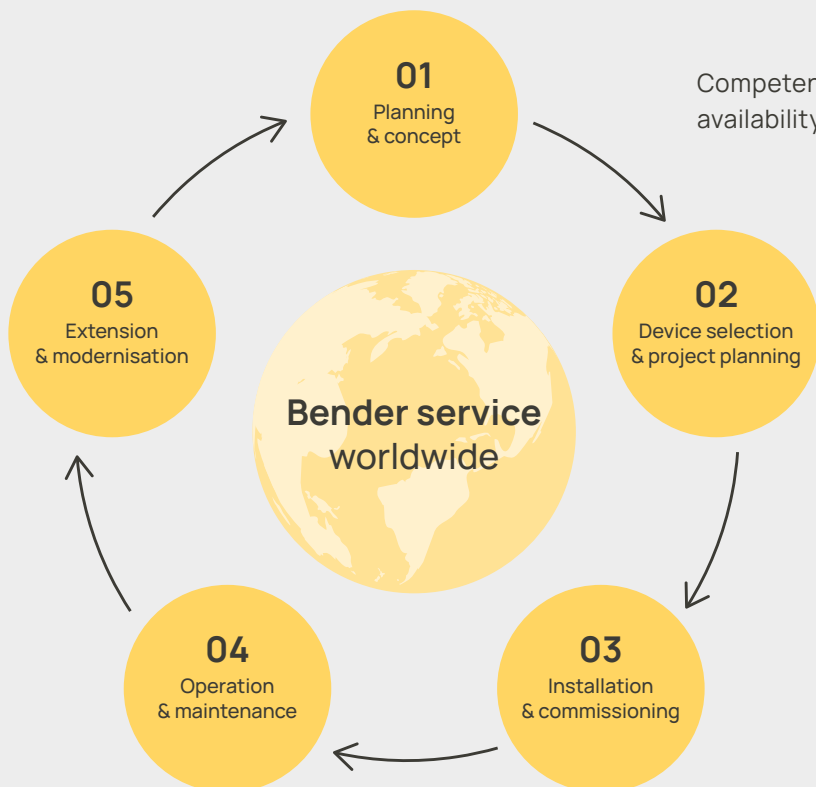 01
Planning
& concept
availability
02
Device selection
& project planning
03
Installation
& commissioning
04
Operation
& maintenance
05
Extension
& modernisation
Bender service
worldwide